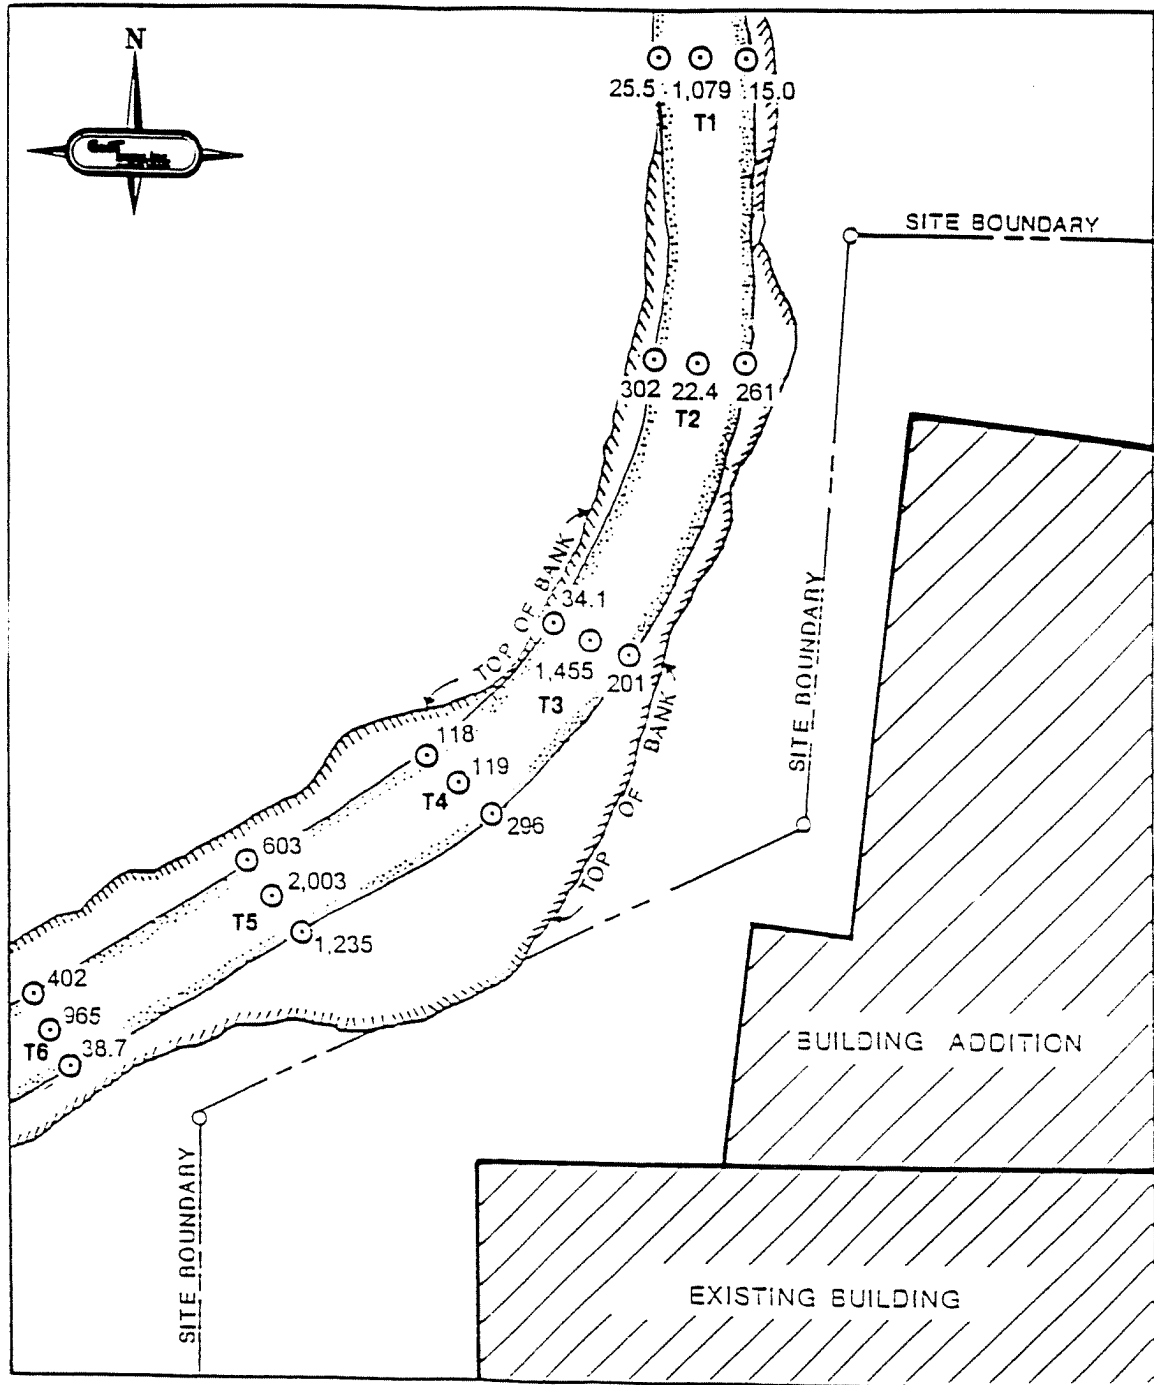 N
25.5 1,079 15.0
T1
SITE BOUNDARY
302 22.4 261
T2
TOP OF BANK
34.1
1,455 201
T3
SITE BOUNDARY
TOP OF BANK
118
119
T4
296
603
2,003
T5
1,235
402
965
T6
38.7
BUILDING ADDITION
SITE BOUNDARY
EXISTING BUILDING